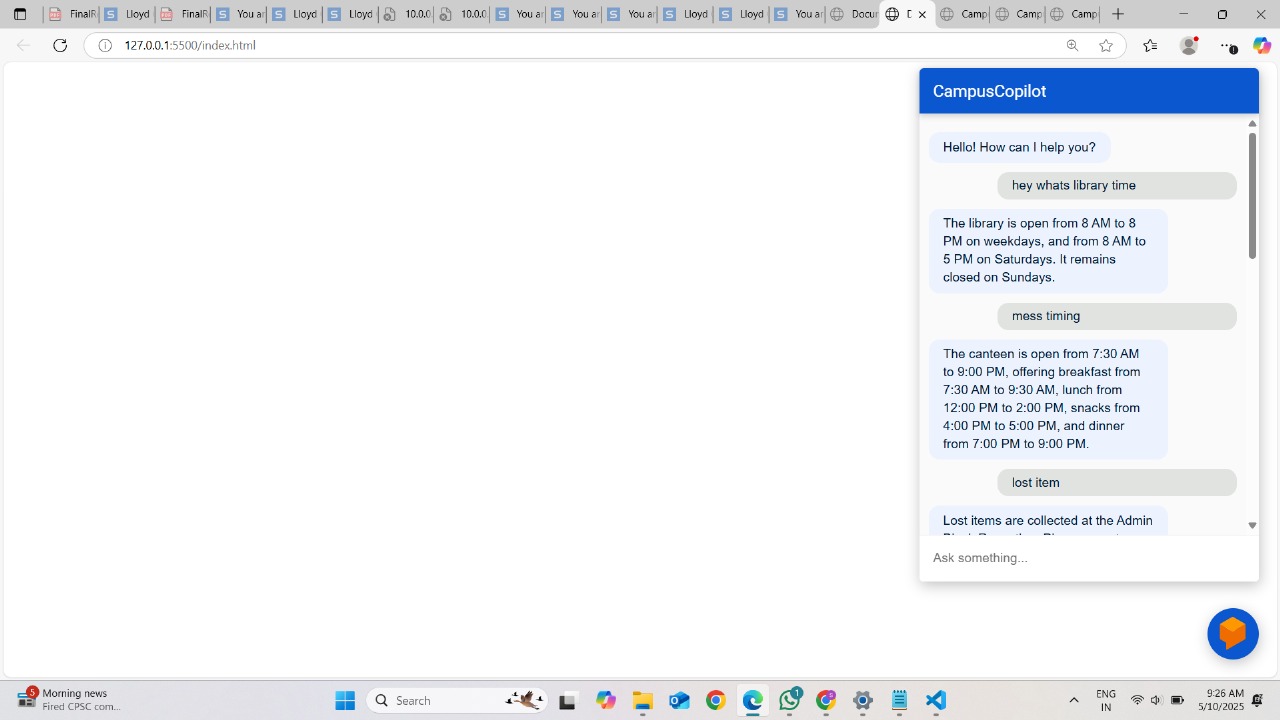 FinalR
Lloyd
FinalR
You ar
Lloyd
Lloyd
10.0.0
10.0.0
You ar
You ar
You ar
Lloyd
Lloyd
You ar
Docu
D
Camp
Camp
Camp
127.0.0.1:5500/index.html
CampusCopilot
Hello! How can I help you?
hey whats library time
The library is open from 8 AM to 8
PM on weekdays, and from 8 AM to
5 PM on Saturdays. It remains
closed on Sundays.
mess timing
The canteen is open from 7:30 AM
to 9:00 PM, offering breakfast from
7:30 AM to 9:30 AM, lunch from
12:00 PM to 2:00 PM, snacks from
4:00 PM to 5:00 PM, and dinner
from 7:00 PM to 9:00 PM.
lost item
Lost items are collected at the Admin
Ask something...
5
Morning news
Fired CPSC com...
Search
1
ENG
IN
9:26 AM
5/10/2025